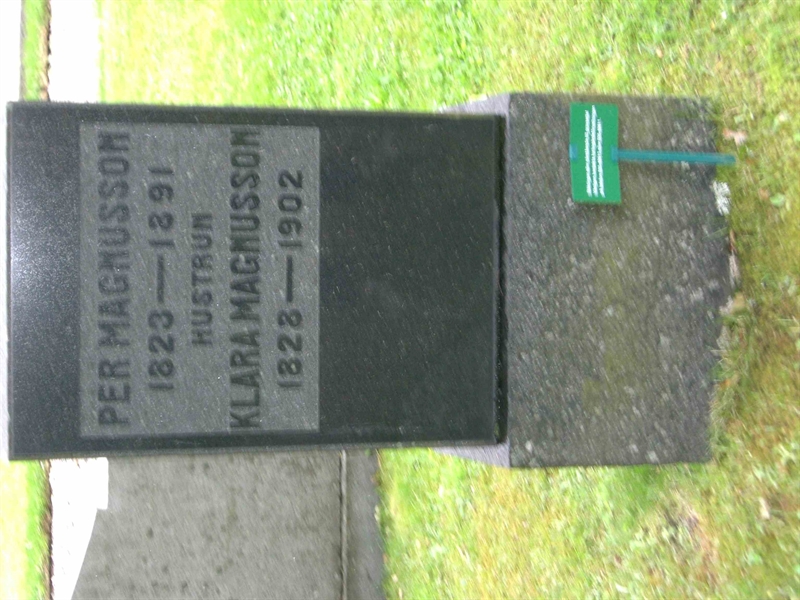 PER MAGNUSSON
1823—1891
HUSTRUN
KLARA MAGNUSSON
1828—1902